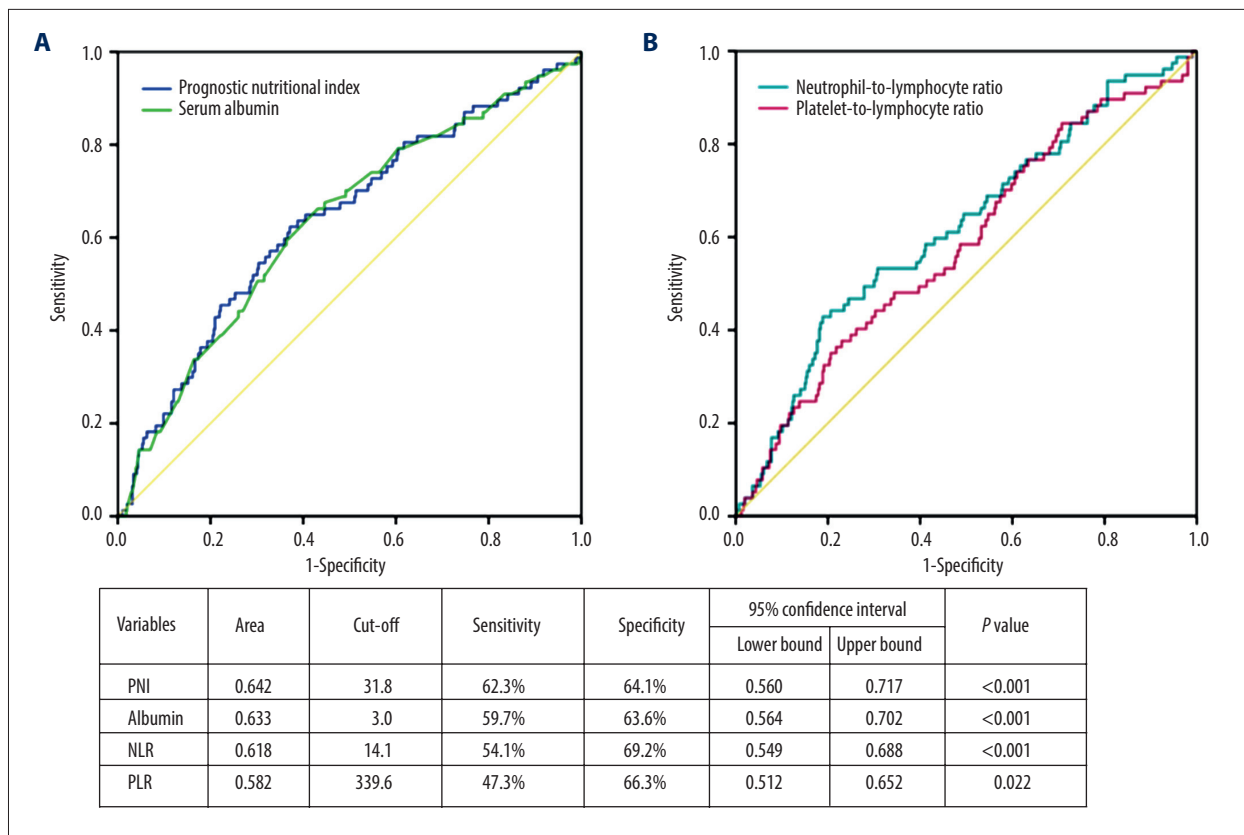 A
Prognostic nutritional index
Serum albumin
Sensitivity
1.0
0.8
0.6
0.4
0.2
0.0
0.0 0.2 0.4 0.6 0.8 1.0
1-Specificity
B
Neutrophil-to-lymphocyte ratio
Platelet-to-lymphocyte ratio
Sensitivity
1.0
0.8
0.6
0.4
0.2
0.0
0.0 0.2 0.4 0.6 0.8 1.0
1-Specificity
Variables Area Cut-off Sensitivity Specificity 95% confidence interval P value
Lower bound Upper bound
PNI 0.642 31.8 62.3% 64.1% 0.560 0.717 <0.001
Albumin 0.633 3.0 59.7% 63.6% 0.564 0.702 <0.001
NLR 0.618 14.1 54.1% 69.2% 0.549 0.688 <0.001
PLR 0.582 339.6 47.3% 66.3% 0.512 0.652 0.022